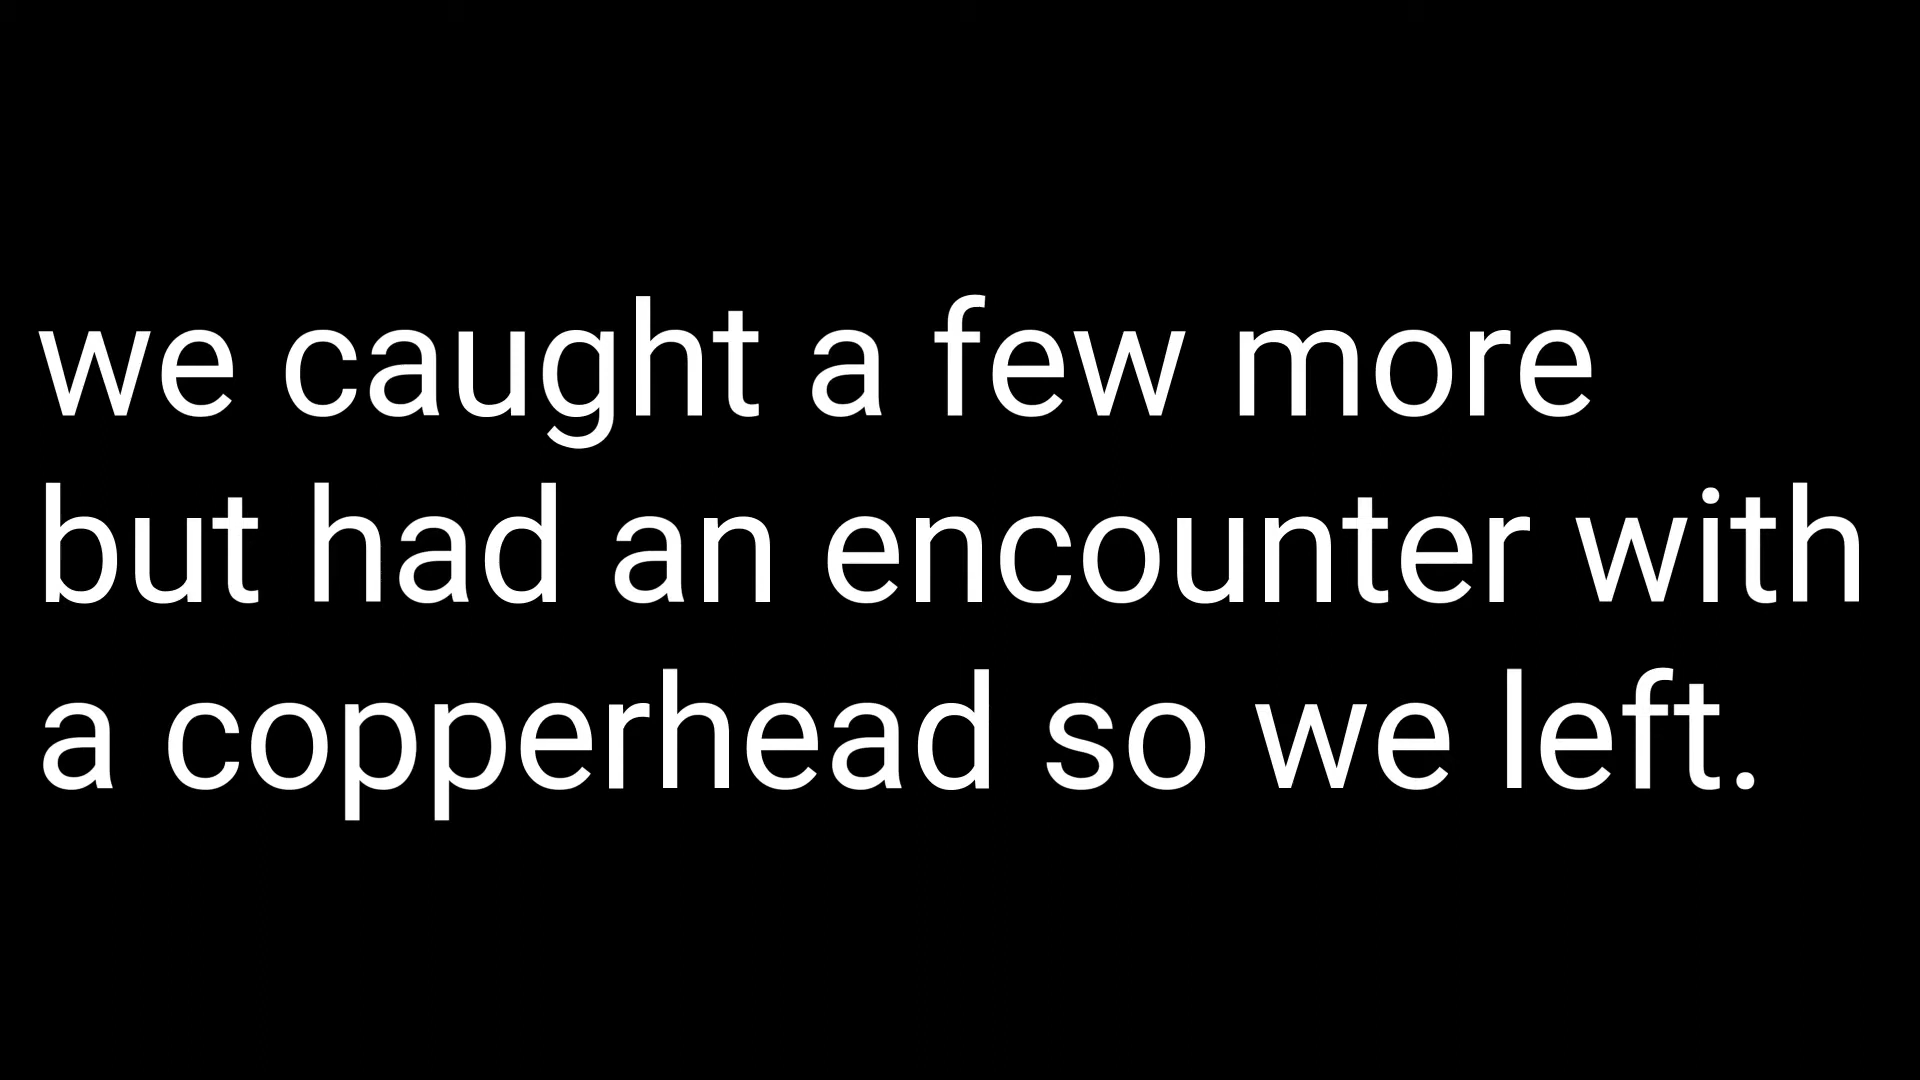 we caught a few more
but had an encounter with
a copperhead so we left.